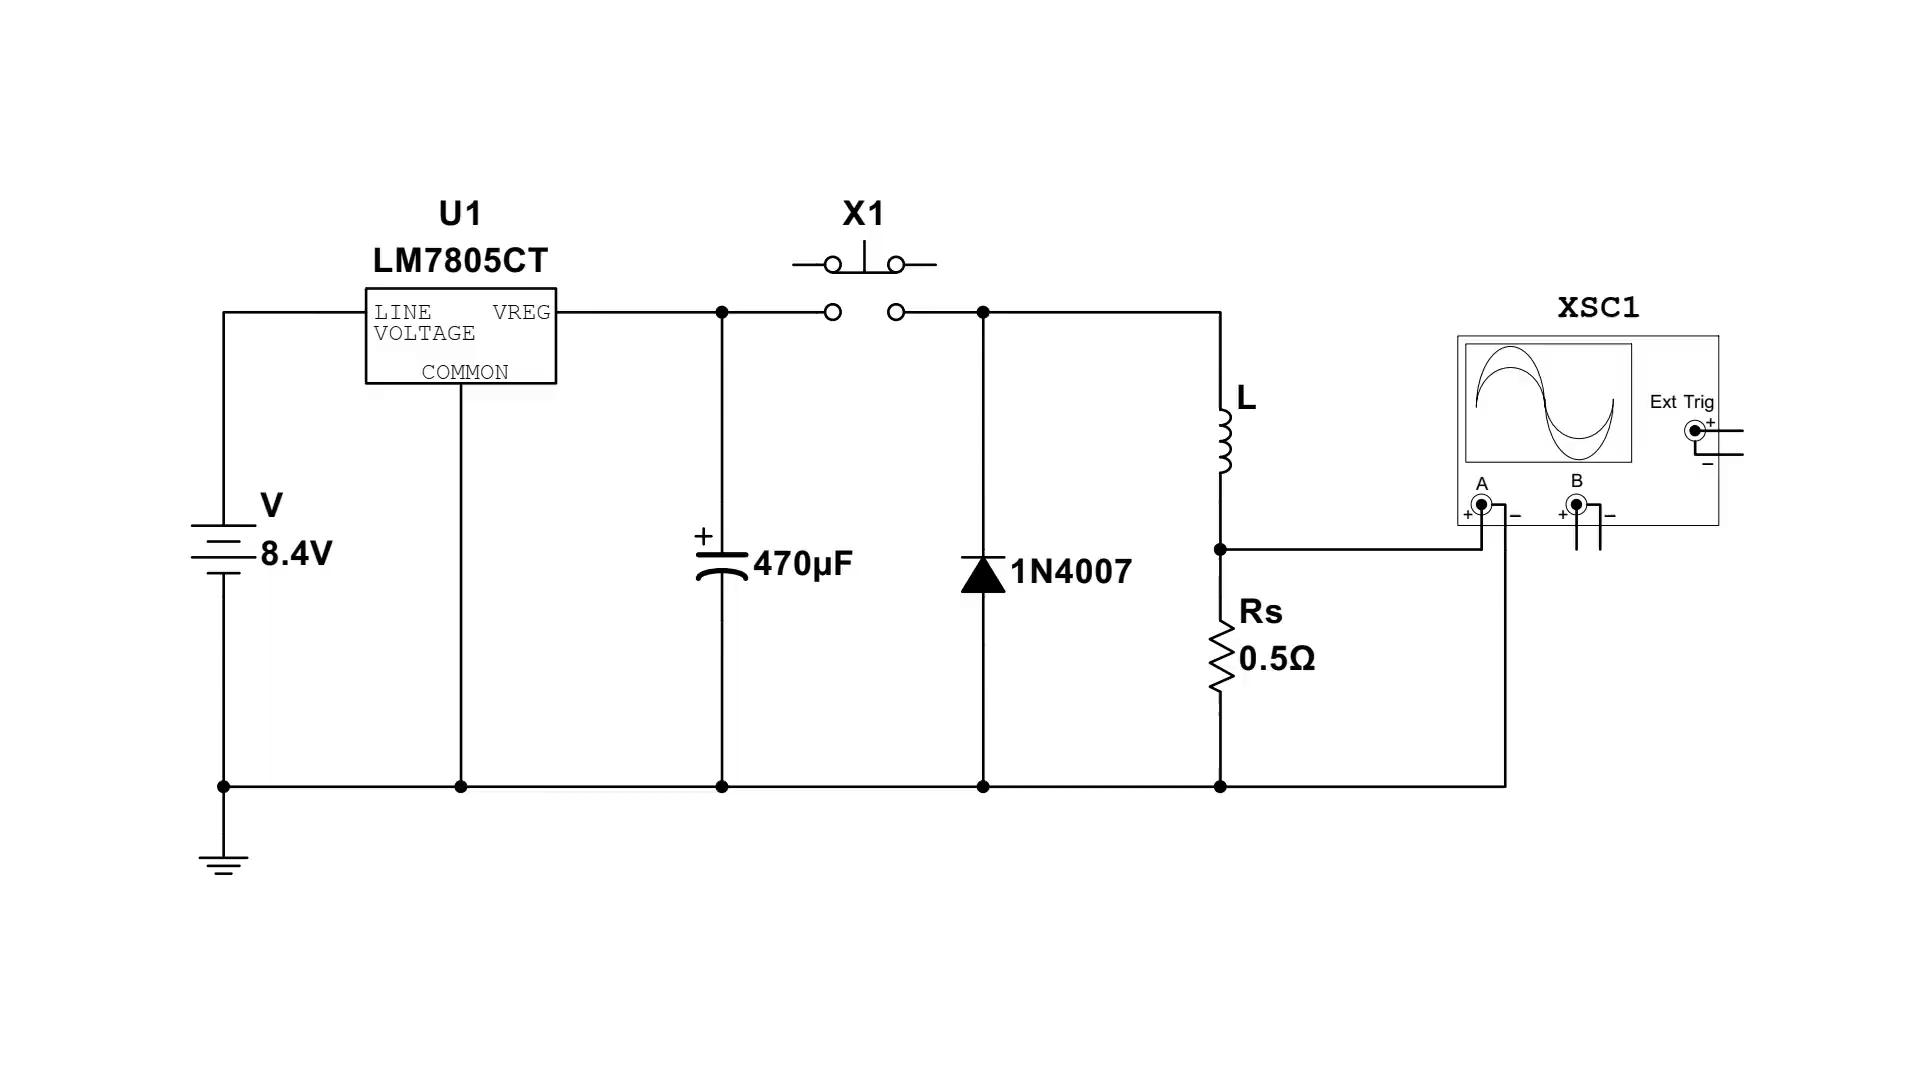 U1
LM7805CT
LINE VREG
VOLTAGE
COMMON
X1
V
8.4V
+
470µF
1N4007
L
Rs
0.5Ω
XSC1
Ext Trig
+
−
A
B
+ −
+ −